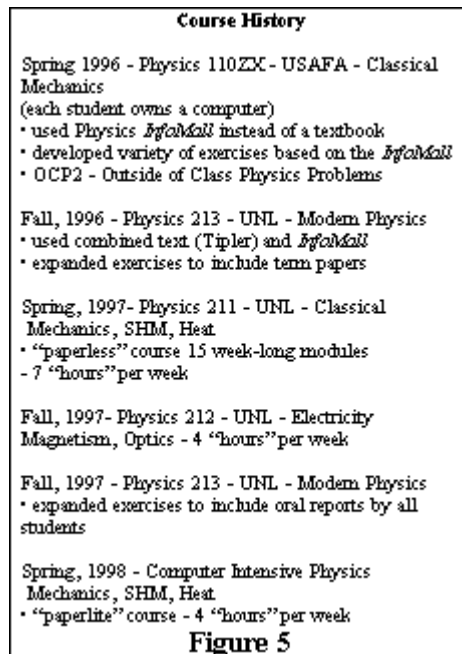 Course History
Spring 1996 - Physics 110ZX - USAFA - Classical
Mechanics
(each student owns a computer)
• used Physics InfoMall instead of a textbook
• developed variety of exercises based on the InfoMall
• OCP2 - Outside of Class Physics Problems
Fall, 1996 - Physics 213 - UNL - Modern Physics
• used combined text (Tipler) and InfoMall
• expanded exercises to include term papers
Spring, 1997- Physics 211 - UNL - Classical
Mechanics, SHM, Heat
• “paperless” course 15 week-long modules
- 7 “hours” per week
Fall, 1997- Physics 212 - UNL - Electricity
Magnetism, Optics - 4 “hours” per week
Fall, 1997 - Physics 213 - UNL - Modern Physics
• expanded exercises to include oral reports by all
students
Spring, 1998 - Computer Intensive Physics
Mechanics, SHM, Heat
• “paperlite” course - 4 “hours” per week
Figure 5